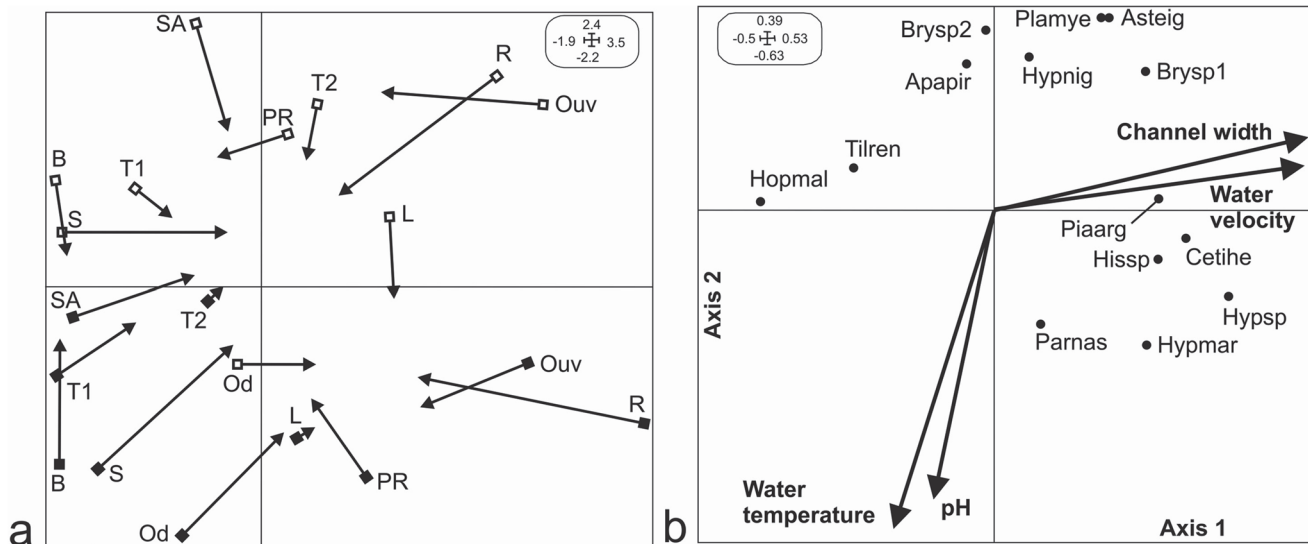 SA
2.4
-1.9 3.5
-2.2
R
T2
Ouv
PR
B
T1
S
L
SA
T2
Od
Ouv
T1
L
R
B
S
PR
Od
a
0.39
-0.5 0.53
-0.63
Brysp2
Plamye
Asteig
Apapir
Hypnig
Brysp1
Channel width
Tilren
Hopmal
Water
velocity
Piaarg
Hissp
Cetihe
Axis 2
Hypsp
Parnas
Hypmar
Water
temperature
pH
Axis 1
b